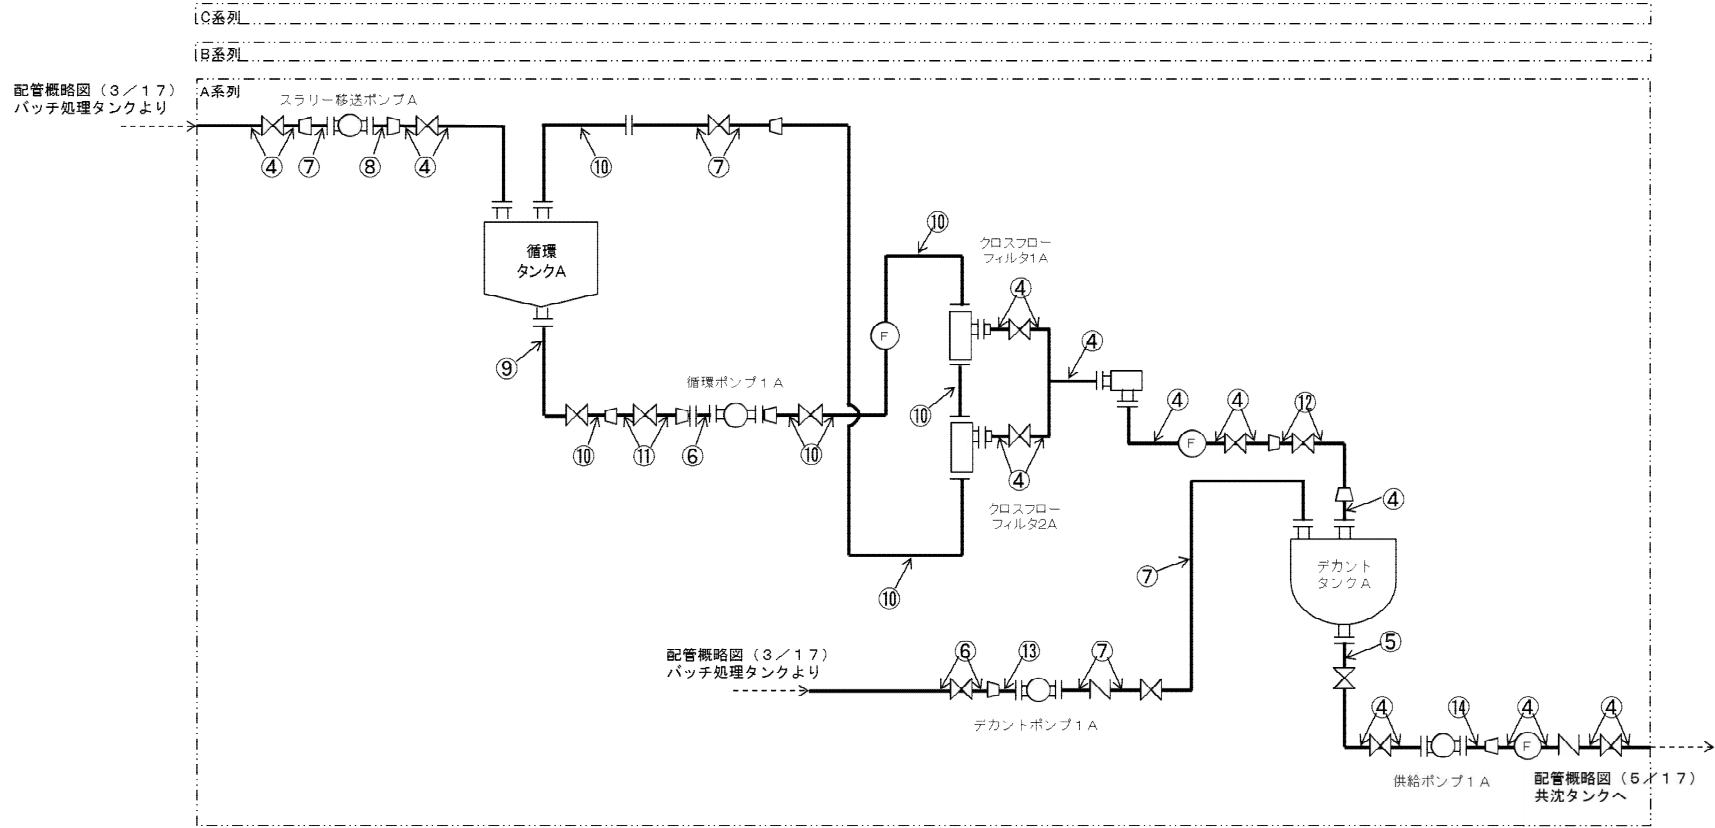 C系列
B系列
A系列
配管概略図（３／１７）
バッチ処理タンクより
スラリー移送ポンプA
④
⑦
⑧
④
⑩
⑦
循環
タンクA
⑨
⑩
クロスフロー
フィルタ1A
④
F
④
循環ポンプ１A
⑩
⑩
⑪
⑥
⑩
④
クロスフロー
フィルタ2A
④
④
⑫
F
④
⑩
⑦
デカント
タンクA
⑤
配管概略図（３／１７）
バッチ処理タンクより
⑥
⑬
⑦
デカントポンプ１A
④
⑭
④
④
F
供給ポンプ１A
配管概略図（５／１７）
共沈タンクへ